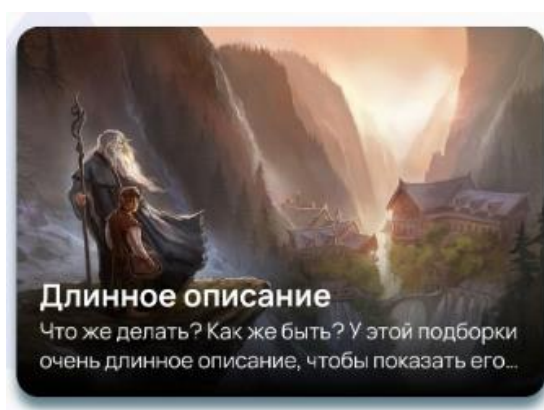 Длинное описание
Что же делать? Как же быть? У этой подборки
очень длинное описание, чтобы показать его...